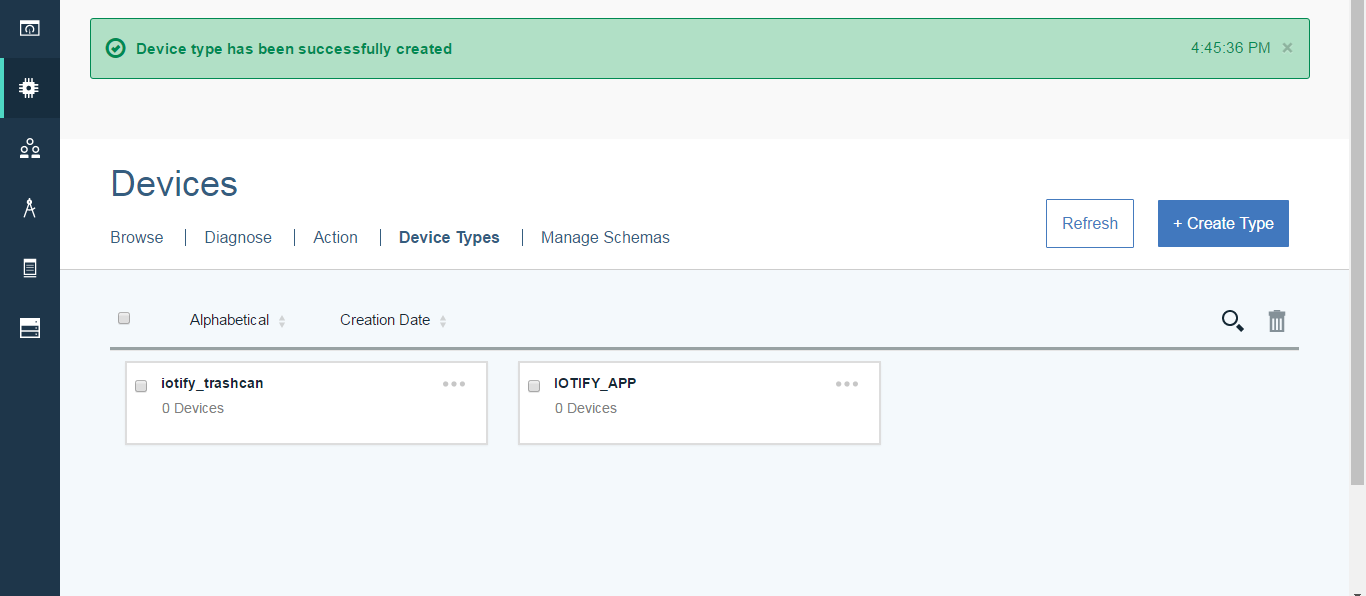 Device type has been successfully created 4:45:36 PM ×
Devices
Refresh + Create Type
Browse Diagnose Action Device Types Manage Schemas
Alphabetical Creation Date
iotify_trashcan IOTIFY_APP
0 Devices 0 Devices